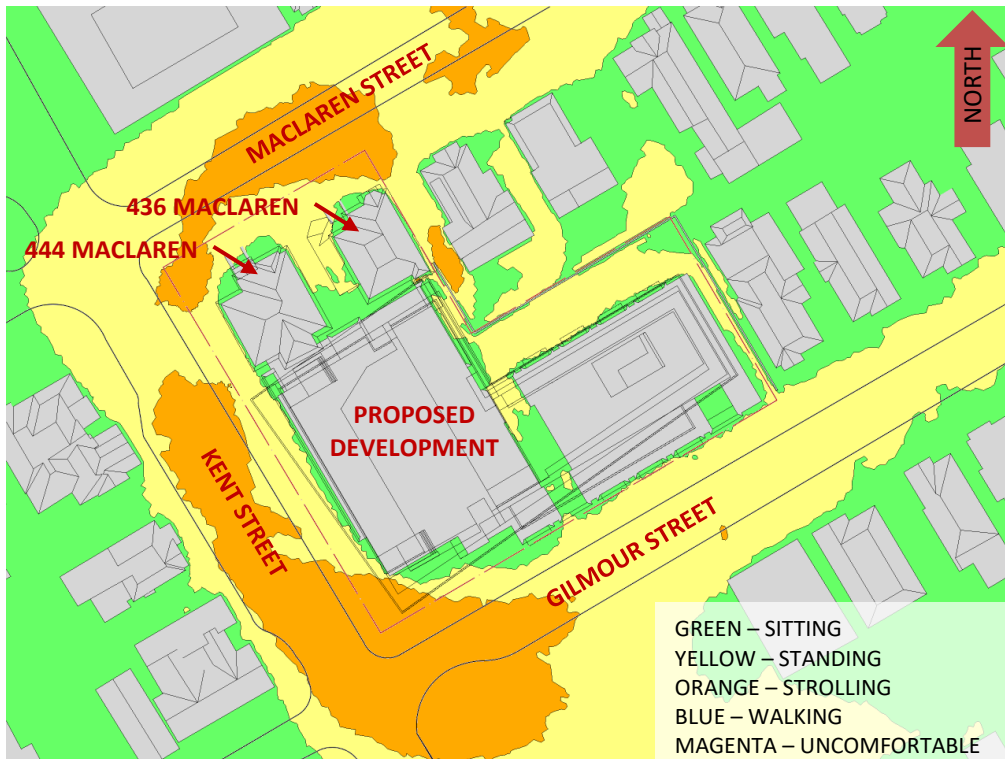 MACLAREN STREET
NORTH
436 MACLAREN
444 MACLAREN
PROPOSED
DEVELOPMENT
KENT STREET
GILMOUR STREET
GREEN – SITTING
YELLOW – STANDING
ORANGE – STROLLING
BLUE – WALKING
MAGENTA – UNCOMFORTABLE